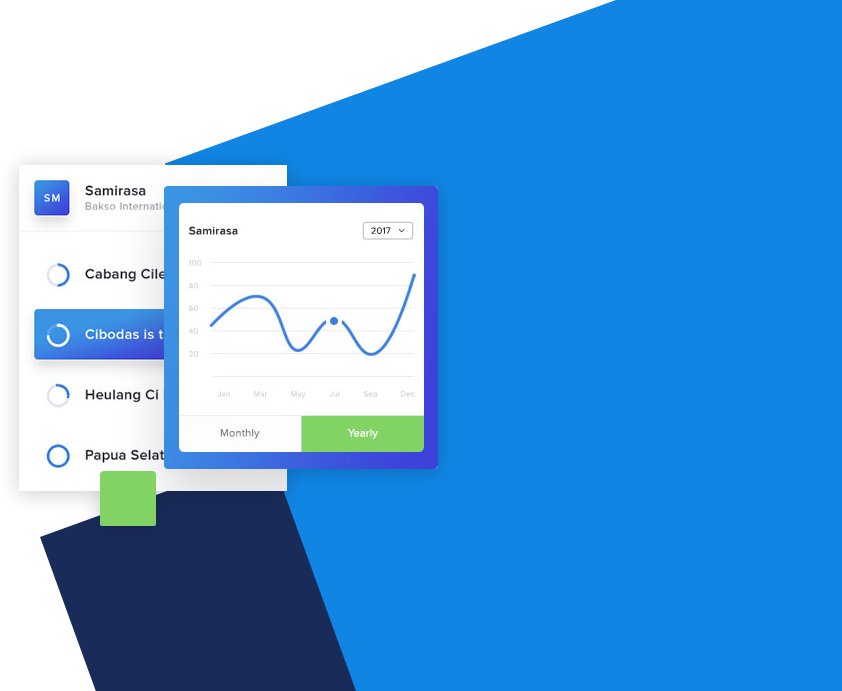 SM
Samirasa
Bakso Internati
Cabang Cile
Cibodas is t
Heulang Ci
Papua Selat
Samirasa
2017
100
80
60
40
20
Jan Mar May Jul Sep Dec
Monthly Yearly